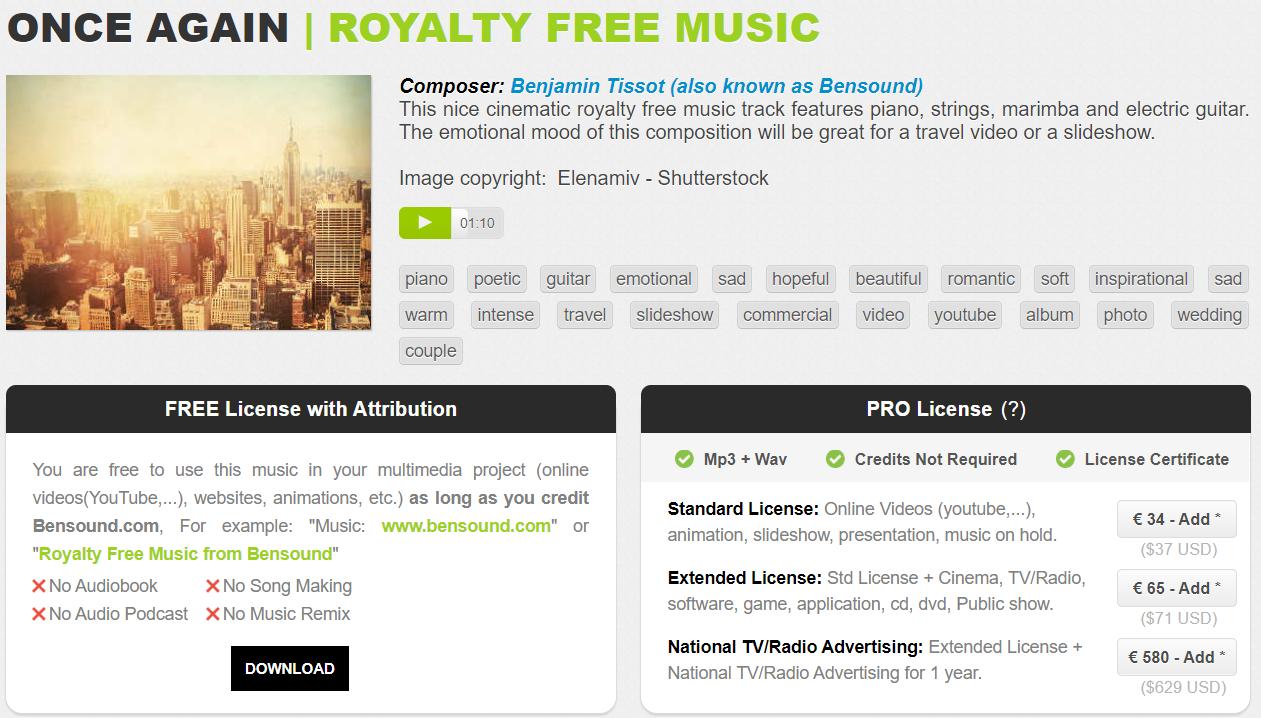 ONCE AGAIN | ROYALTY FREE MUSIC
Composer: Benjamin Tissot (also known as Bensound)
This nice cinematic royalty free music track features piano, strings, marimba and electric guitar.
The emotional mood of this composition will be great for a travel video or a slideshow.
Image copyright: Elenamiv - Shutterstock
01:10
piano poetic guitar emotional sad hopeful beautiful romantic soft inspirational sad
warm intense travel slideshow commercial video youtube album photo wedding
couple
FREE License with Attribution
You are free to use this music in your multimedia project (online
videos(YouTube,...), websites, animations, etc.) as long as you credit
Bensound.com, For example: "Music: www.bensound.com" or
"Royalty Free Music from Bensound"
No Audiobook No Song Making
No Audio Podcast No Music Remix
DOWNLOAD
PRO License (?)
Mp3 + Wav Credits Not Required License Certificate
Standard License: Online Videos (youtube,...),
animation, slideshow, presentation, music on hold.
€ 34 - Add *
($37 USD)
Extended License: Std License + Cinema, TV/Radio,
software, game, application, cd, dvd, Public show.
€ 65 - Add *
($71 USD)
National TV/Radio Advertising: Extended License +
National TV/Radio Advertising for 1 year.
€ 580 - Add *
($629 USD)